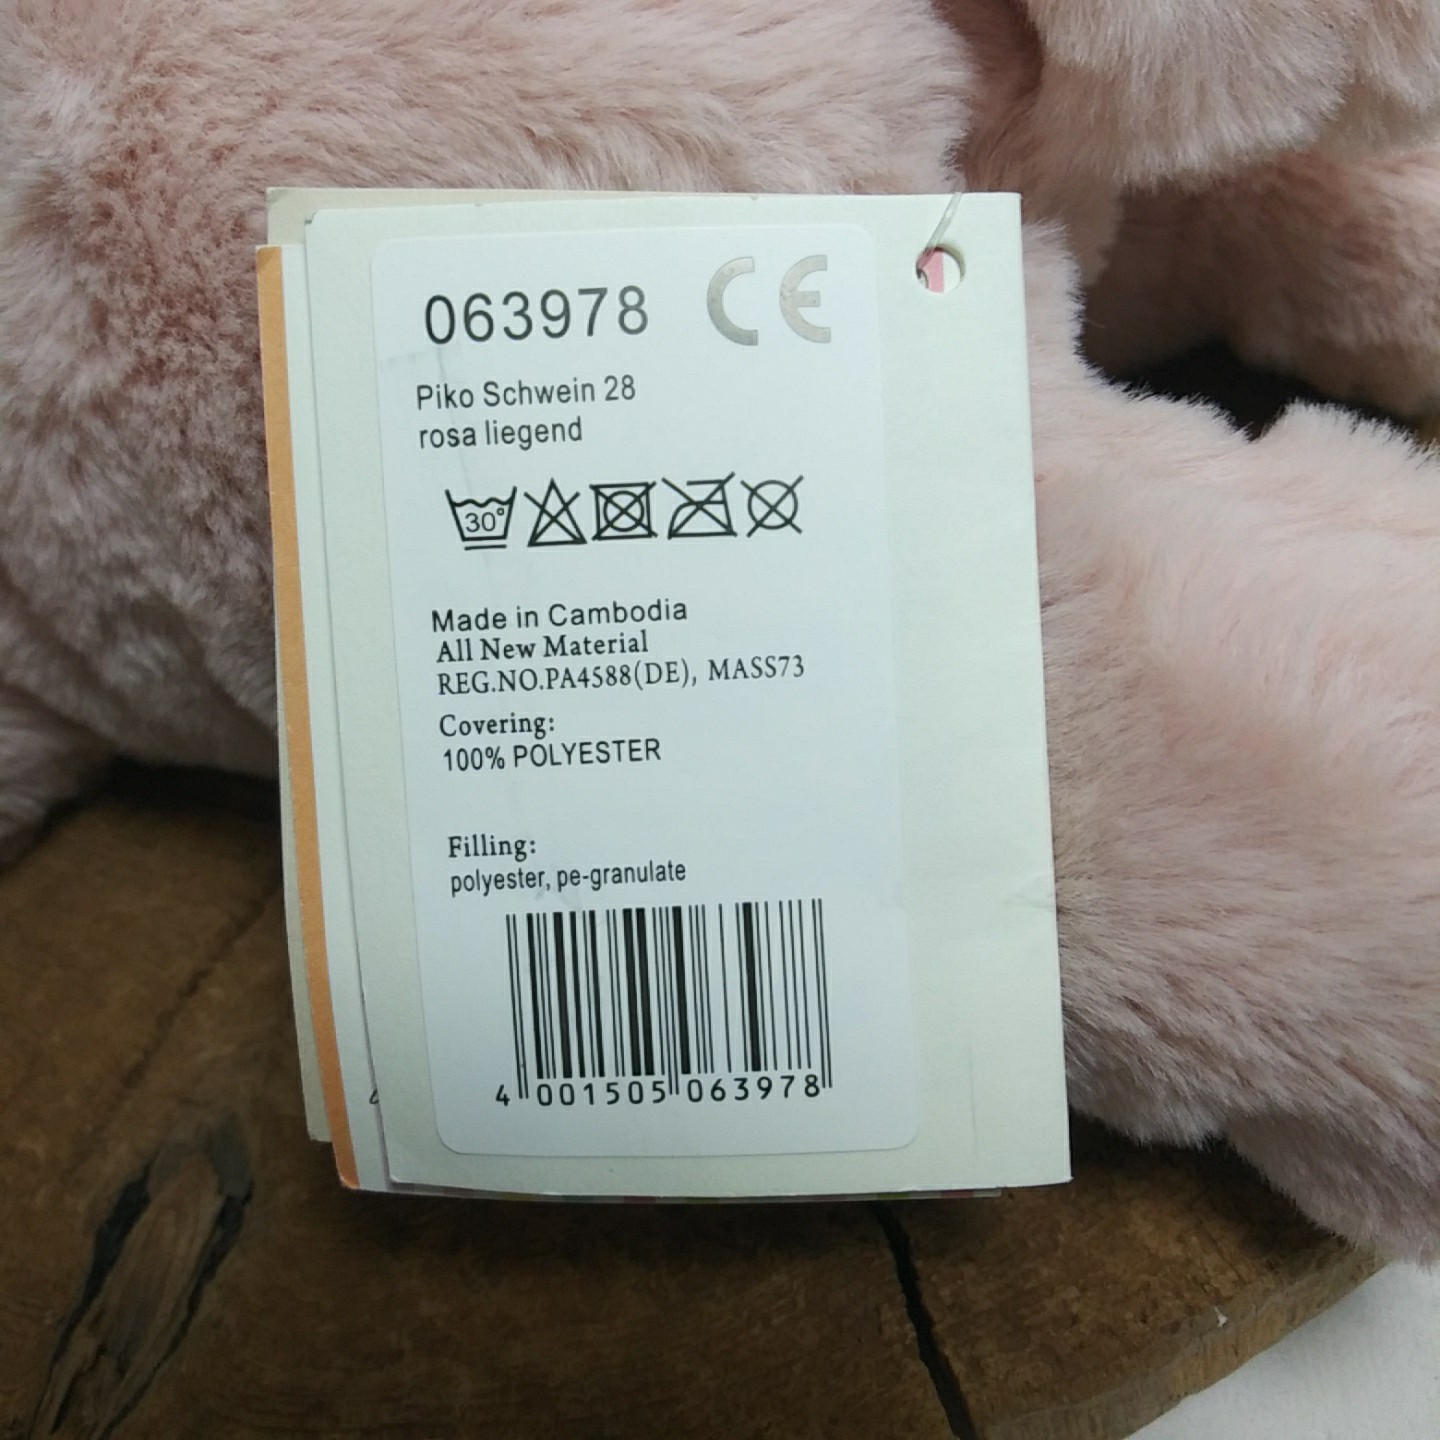 063978 CE
Piko Schwein 28
rosa liegend
30°
Made in Cambodia
All New Material
REG.NO.PA4588(DE), MASS73
Covering:
100% POLYESTER
Filling:
polyester, pe-granulate
4 001505 063978